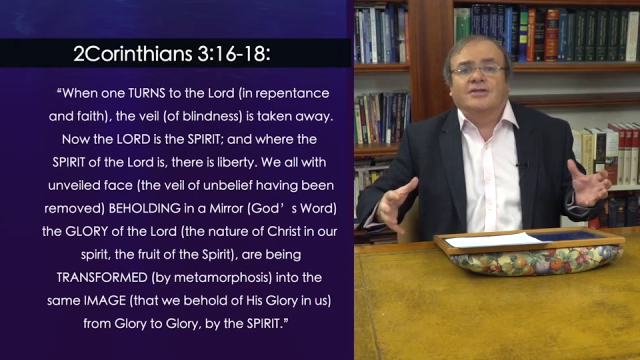 2Corinthians 3:16-18:
“When one TURNS to the Lord (in repentance
and faith), the veil (of blindness) is taken away.
Now the LORD is the SPIRIT; and where the
SPIRIT of the Lord is, there is liberty. We all with
unveiled face (the veil of unbelief having been
removed) BEHOLDING in a Mirror (God’s Word)
the GLORY of the Lord (the nature of Christ in our
spirit, the fruit of the Spirit), are being
TRANSFORMED (by metamorphosis) into the
same IMAGE (that we behold of His Glory in us)
from Glory to Glory, by the SPIRIT.”